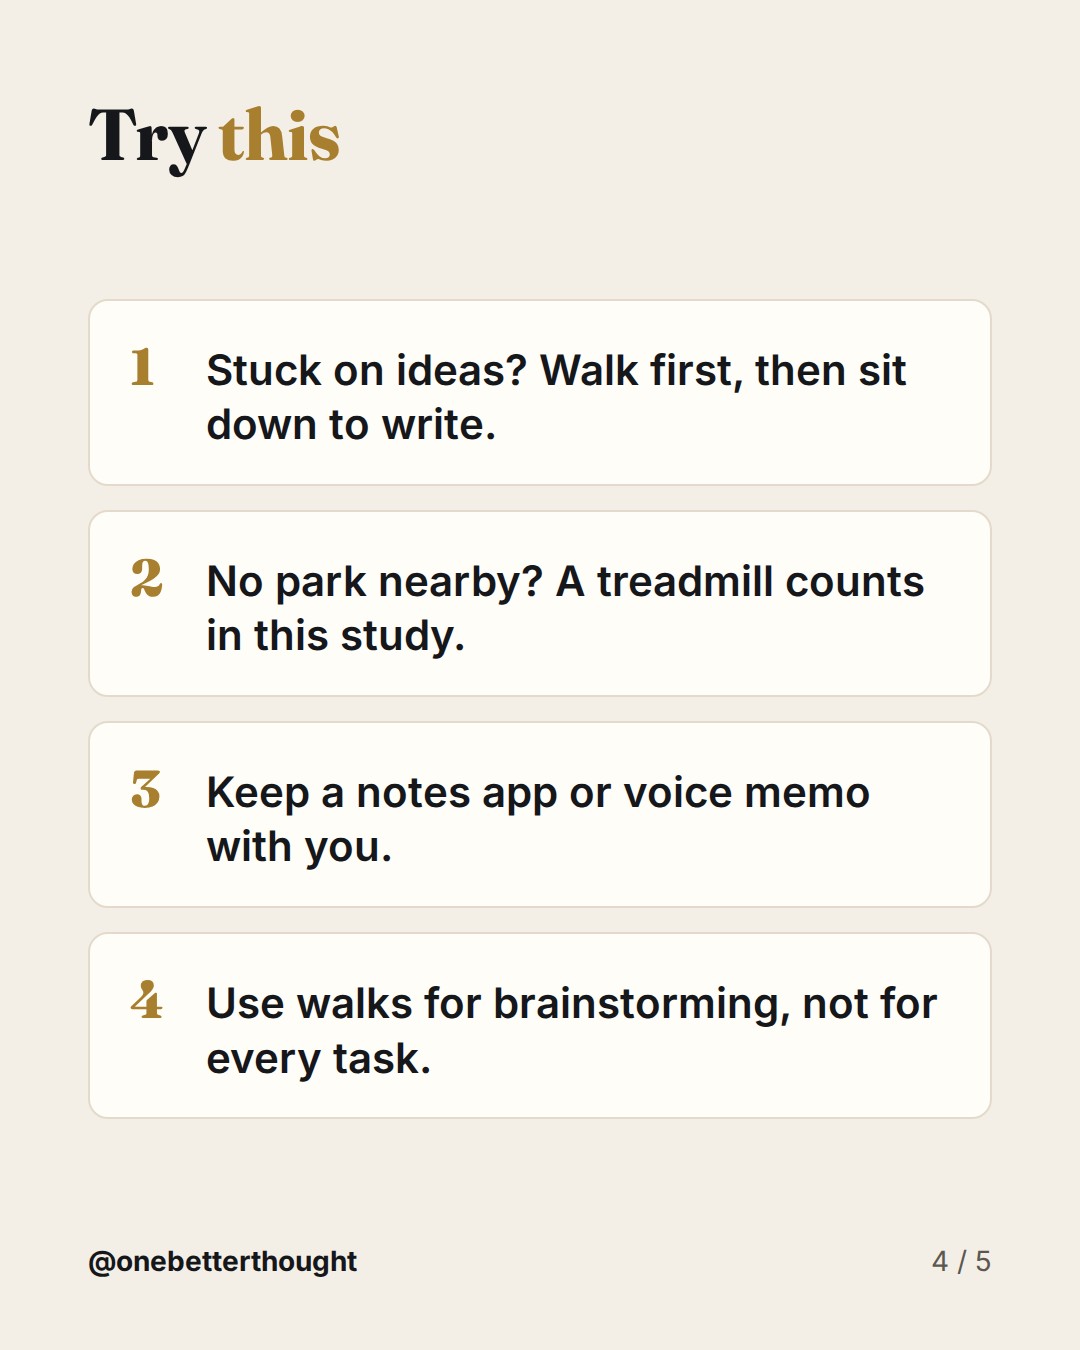 Try this
1 Stuck on ideas? Walk first, then sit
down to write.
2 No park nearby? A treadmill counts
in this study.
3 Keep a notes app or voice memo
with you.
4 Use walks for brainstorming, not for
every task.
@onebetterthought 4 / 5